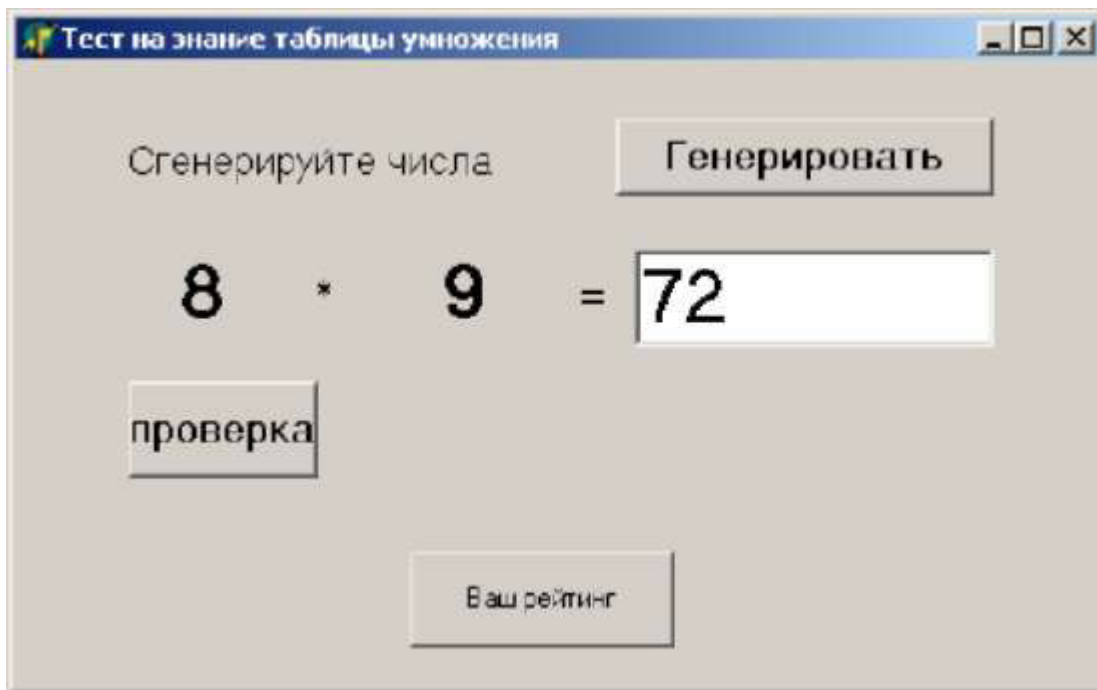 Тест на знание таблицы умножения
Сгенерируйте числа Генерировать
8 * 9 = 72
проверка
Ваш рейтинг